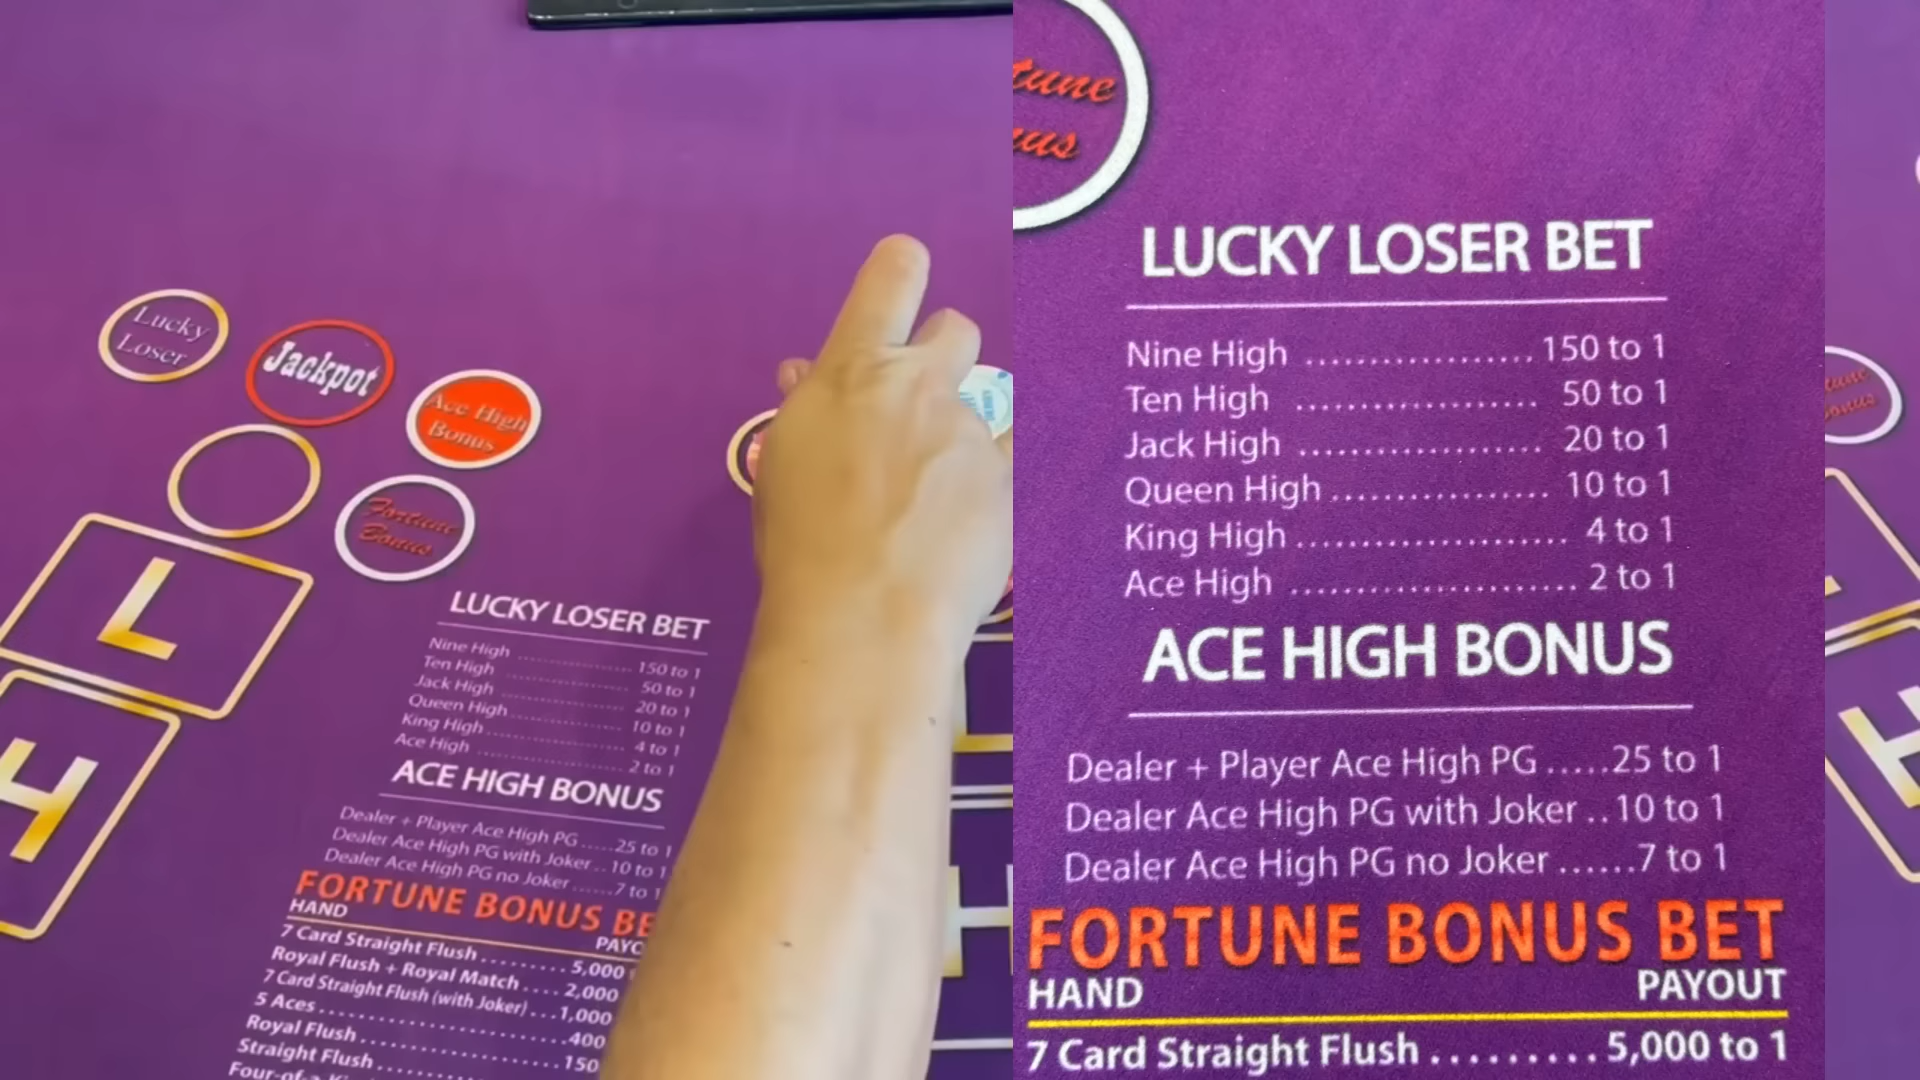 Lucky
Loser
Jackpot
Ace High
Bonus
Fortune
Bonus
L
H
LUCKY LOSER BET
Nine High .................... 150 to 1
Ten High .................... 50 to 1
Jack High .................... 20 to 1
Queen High .................... 10 to 1
King High .................... 4 to 1
Ace High .................... 2 to 1
ACE HIGH BONUS
Dealer + Player Ace High PG .....25 to 1
Dealer Ace High PG with Joker ..10 to 1
Dealer Ace High PG no Joker ......7 to 1
FORTUNE BONUS BE
HAND
PAYO
7 Card Straight Flush ......... 5,000
Royal Flush + Royal Match .... 2,000
7 Card Straight Flush (with Joker) ...1,000
5 Aces ............................400
Royal Flush .......................150
Straight Flush
Four-of-a
tune
nus
LUCKY LOSER BET
Nine High .................. 150 to 1
Ten High ................... 50 to 1
Jack High ................... 20 to 1
Queen High ................. 10 to 1
King High ..................... 4 to 1
Ace High ...................... 2 to 1
ACE HIGH BONUS
Dealer + Player Ace High PG .....25 to 1
Dealer Ace High PG with Joker ..10 to 1
Dealer Ace High PG no Joker ......7 to 1
FORTUNE BONUS BET
HAND PAYOUT
7 Card Straight Flush ......... 5,000 to 1
tune
onus
H